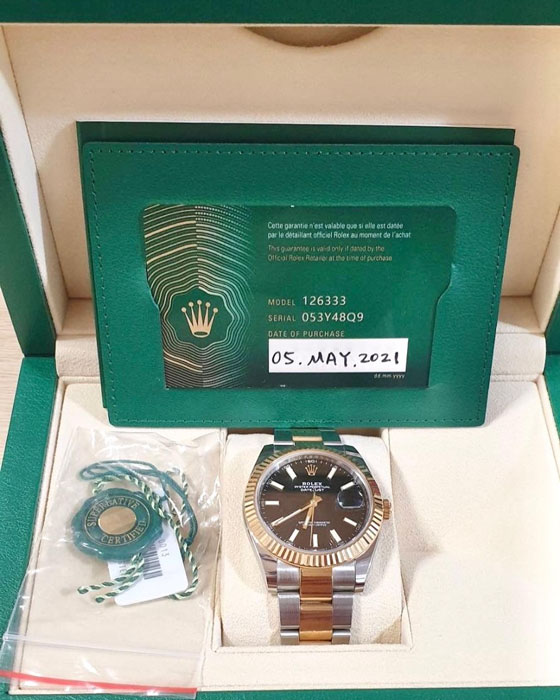 Cette garantie n'est valable que si elle est datée
par le détaillant officiel Rolex au moment de l'achat
This guarantee is valid only if dated by the
Official Rolex Retailer at the time of purchase
MODEL 126333
SERIAL 053Y48Q9
DATE OF PURCHASE
05. MAY. 2021
dd mm yyyy
ROLEX
OYSTER PERPETUAL
DATEJUST
SUPERLATIVE
CERTIFIED